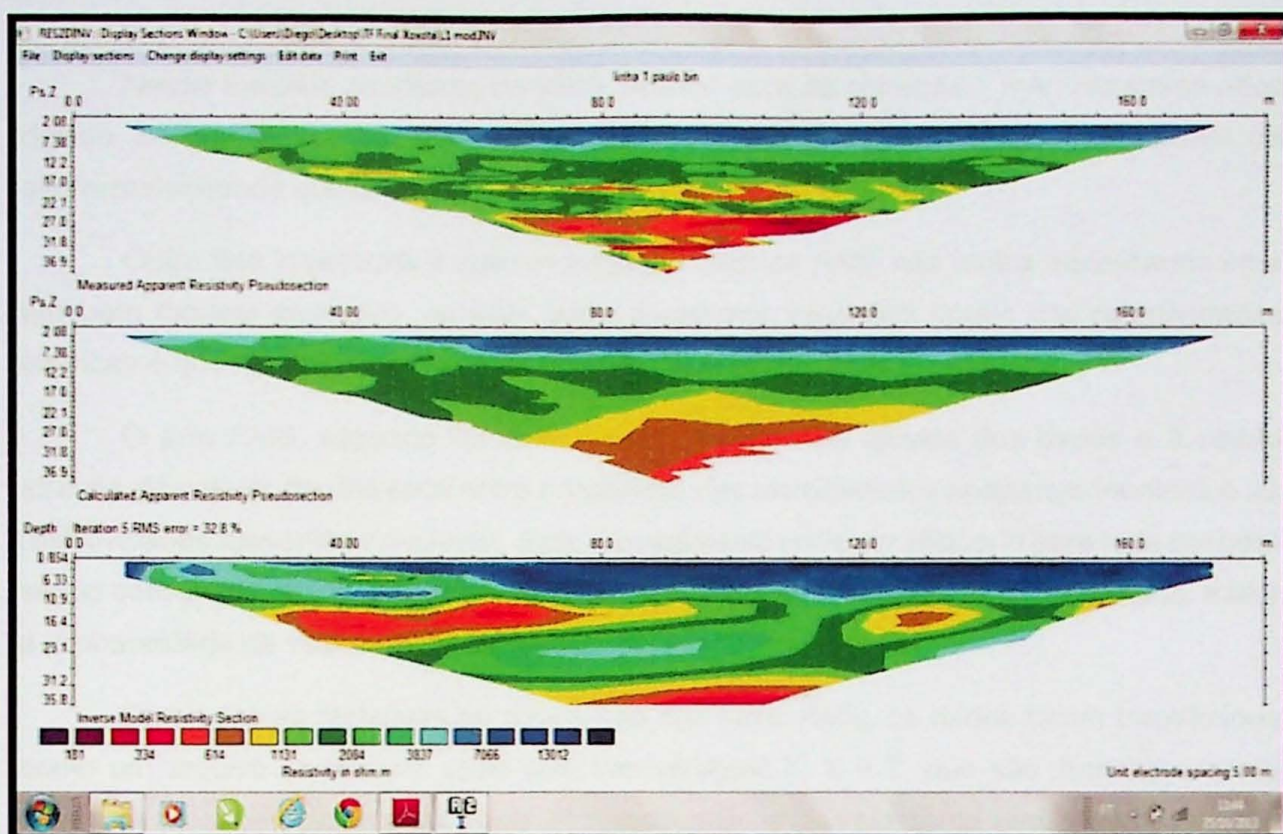 RES2DINV - Display Sections Window - C:\Users\Diego\Desktop\TF Final
File Display sections Change display settings Edit data Print Exit
linha 1 paulo.bin
Ps.Z 0.0 40.00 80.0 120.0 160.0 m
2.08
7.38
12.2
17.0
22.1
27.0
31.8
36.9
Measured Apparent Resistivity Pseudosection
Ps.Z 0.0 40.00 80.0 120.0 160.0 m
2.08
7.38
12.2
17.0
22.1
27.0
31.8
36.9
Calculated Apparent Resistivity Pseudosection
Depth Iteration 5 RMS error = 32.8 %
0.0 40.00 80.0 120.0 160.0 m
6.33
10.9
16.4
23.1
31.2
35.8
Inverse Model Resistivity Section
181 334 614 1131 2084 3837 7066 13012
Resistivity in ohm.m
Unit electrode spacing 5.00 m.